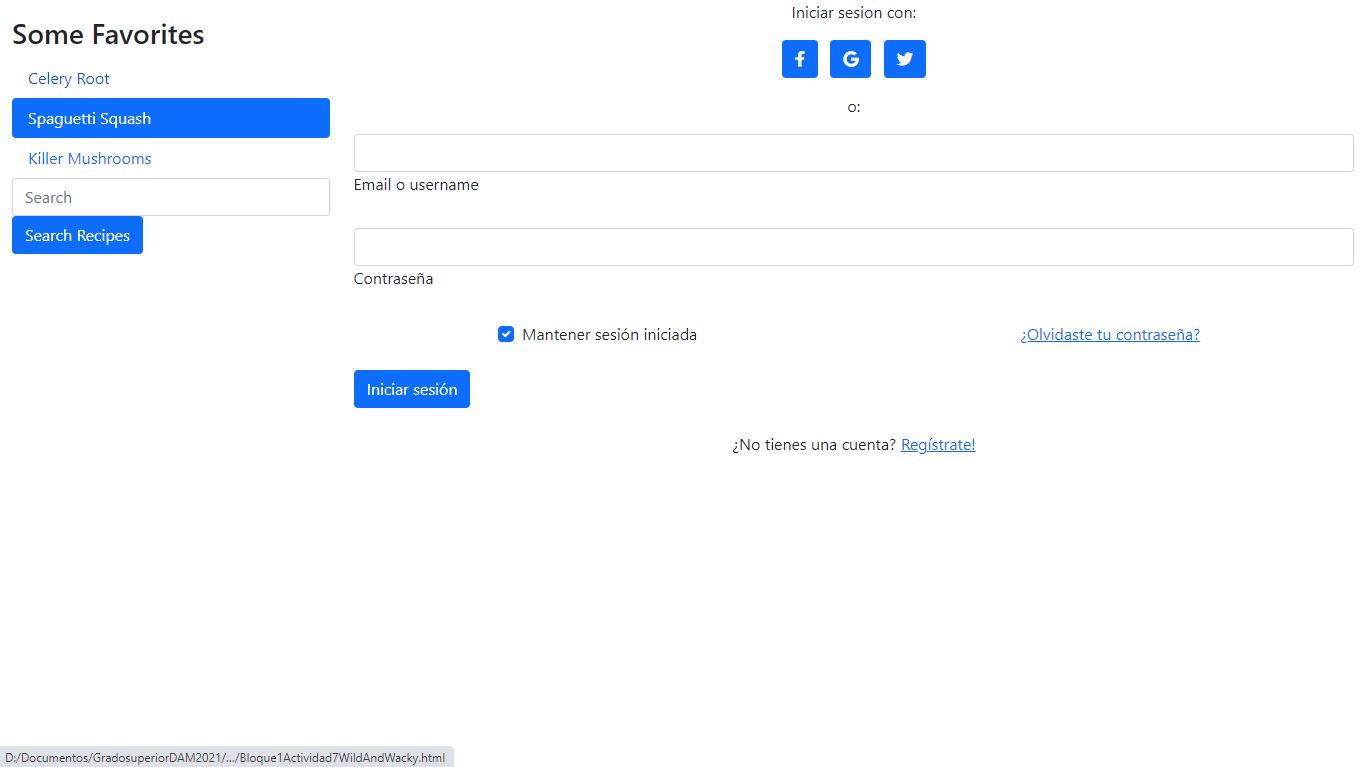 Some Favorites
Celery Root
Spaguetti Squash
Killer Mushrooms
Search
Search Recipes
Iniciar sesion con:
o:
Email o username
Contraseña
Mantener sesión iniciada
¿Olvidaste tu contraseña?
Iniciar sesión
¿No tienes una cuenta? Regístrate!
D:/Documentos/GradosuperiorDAM2021/.../Bloque1Actividad7WildAndWacky.html